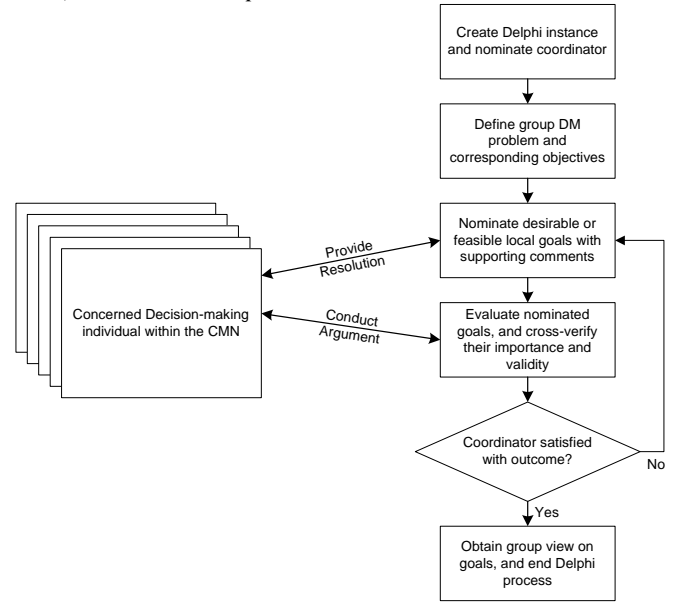 Create Delphi instance
and nominate coordinator
Define group DM
problem and
corresponding objectives
Nominate desirable or
feasible local goals with
supporting comments
Provide
Resolution
Concerned Decision-making
individual within the CMN
Conduct
Argument
Evaluate nominated
goals, and cross-verify
their importance and
validity
Coordinator satisfied
with outcome?
No
Yes
Obtain group view on
goals, and end Delphi
process